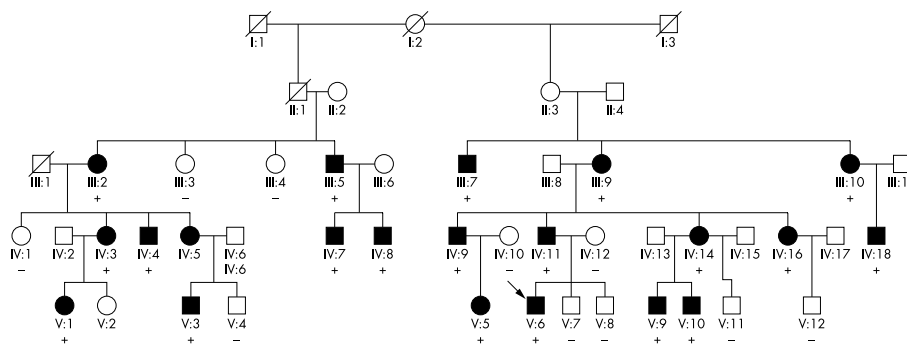 I:1 I:2 I:3
II:1 II:2 II:3 II:4
III:1 III:2 III:3 III:4 III:5 III:6 III:7 III:8 III:9 III:10 III:1
+ − − + + + +
IV:1 IV:2 IV:3 IV:4 IV:5 IV:6 IV:7 IV:8 IV:9 IV:10 IV:11 IV:12 IV:13 IV:14 IV:15 IV:16 IV:17 IV:18
− + + + IV:6 + + + − + − + + +
V:1 V:2 V:3 V:4 V:5 V:6 V:7 V:8 V:9 V:10 V:11 V:12
+ + − + + − − + + − −